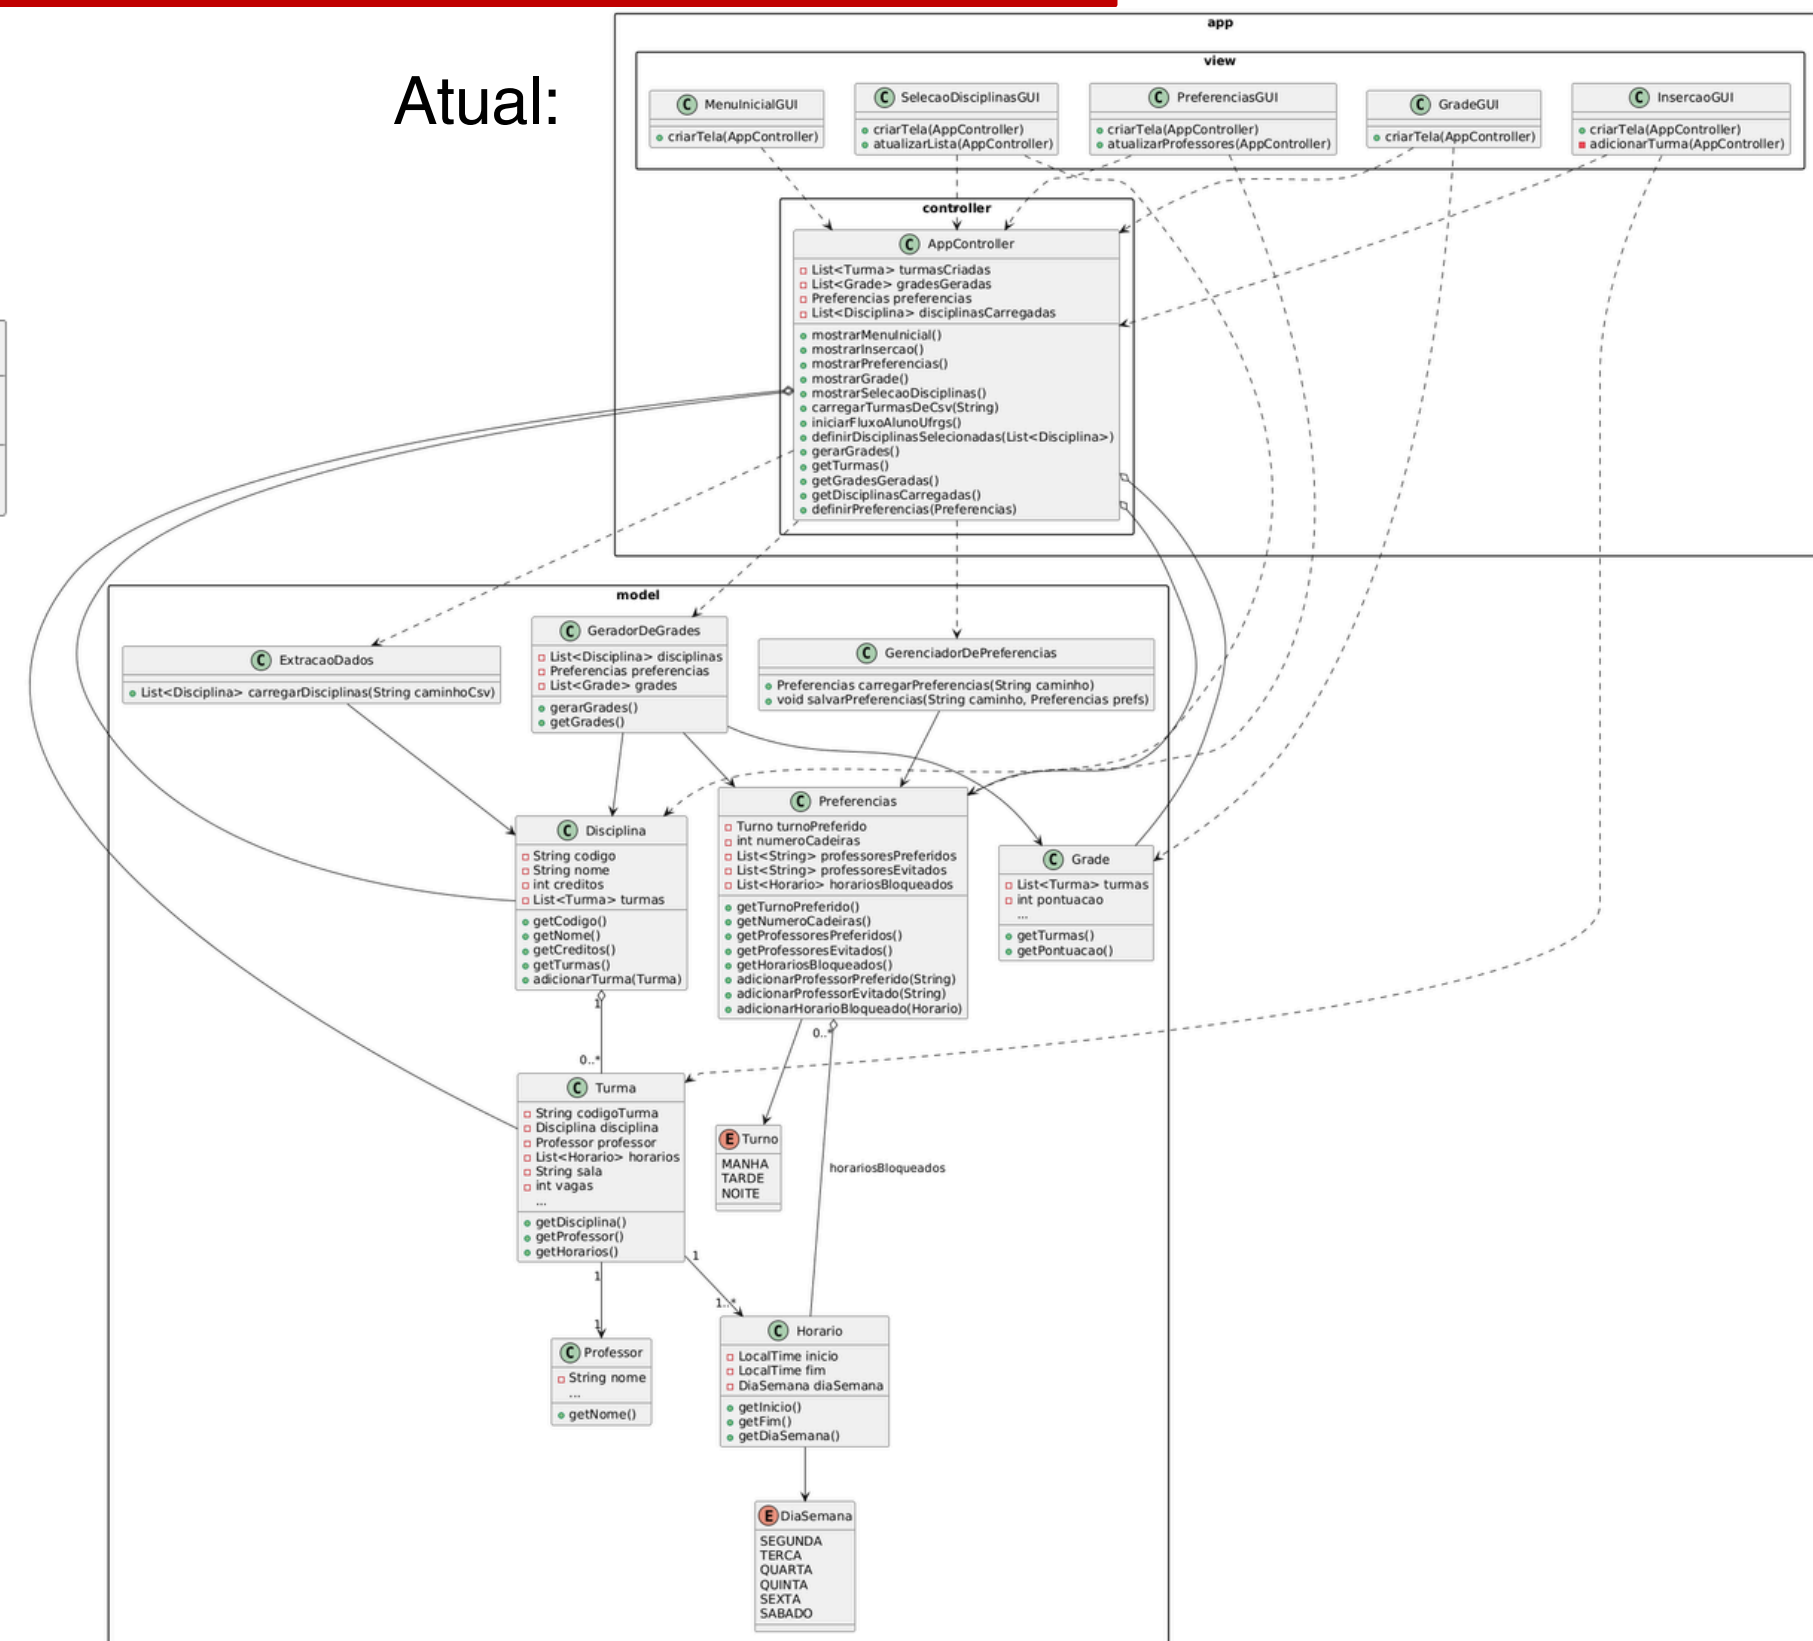 Atual:
app
view
C MenuInicialGUI
criarTela(AppController)
C SelecaoDisciplinasGUI
criarTela(AppController)
atualizarLista(AppController)
C PreferenciasGUI
criarTela(AppController)
atualizarProfessores(AppController)
C GradeGUI
criarTela(AppController)
C InsercaoGUI
criarTela(AppController)
adicionarTurma(AppController)
controller
C AppController
List<Turma> turmasCriadas
List<Grade> gradesGeradas
Preferencias preferencias
List<Disciplina> disciplinasCarregadas
mostrarMenuInicial()
mostrarInsercao()
mostrarPreferencias()
mostrarGrade()
mostrarSelecaoDisciplinas()
carregarTurmasDeCsv(String)
iniciarFluxoAlunoUfrgs()
definirDisciplinasSelecionadas(List<Disciplina>)
gerarGrades()
getTurmas()
getGradesGeradas()
getDisciplinasCarregadas()
definirPreferencias(Preferencias)
model
C ExtracaoDados
List<Disciplina> carregarDisciplinas(String caminhoCsv)
C GeradorDeGrades
List<Disciplina> disciplinas
Preferencias preferencias
List<Grade> grades
gerarGrades()
getGrades()
C GerenciadorDePreferencias
Preferencias carregarPreferencias(String caminho)
void salvarPreferencias(String caminho, Preferencias prefs)
C Disciplina
String codigo
String nome
int creditos
List<Turma> turmas
getCodigo()
getNome()
getCreditos()
getTurmas()
adicionarTurma(Turma)
C Preferencias
Turno turnoPreferido
int numeroCadeiras
List<String> professoresPreferidos
List<String> professoresEvitados
List<Horario> horariosBloqueados
getTurnoPreferido()
getNumeroCadeiras()
getProfessoresPreferidos()
getProfessoresEvitados()
getHorariosBloqueados()
adicionarProfessorPreferido(String)
adicionarProfessorEvitado(String)
adicionarHorarioBloqueado(Horario)
C Grade
List<Turma> turmas
int pontuacao
...
getTurmas()
getPontuacao()
1
0..*
0..*
C Turma
String codigoTurma
Disciplina disciplina
Professor professor
List<Horario> horarios
String sala
int vagas
...
getDisciplina()
getProfessor()
getHorarios()
E Turno
MANHA
TARDE
NOITE
horariosBloqueados
1
1..*
1
1
C Professor
String nome
...
getNome()
C Horario
LocalTime inicio
LocalTime fim
DiaSemana diaSemana
getInicio()
getFim()
getDiaSemana()
E DiaSemana
SEGUNDA
TERCA
QUARTA
QUINTA
SEXTA
SABADO